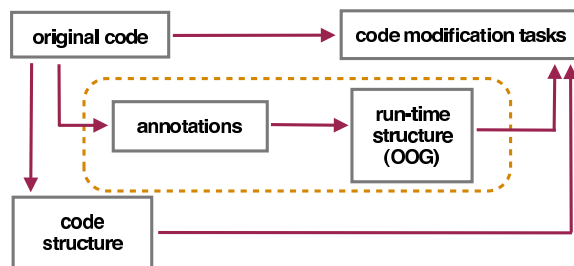 original code
code modification tasks
annotations
run-time
structure
(OOG)
code
structure